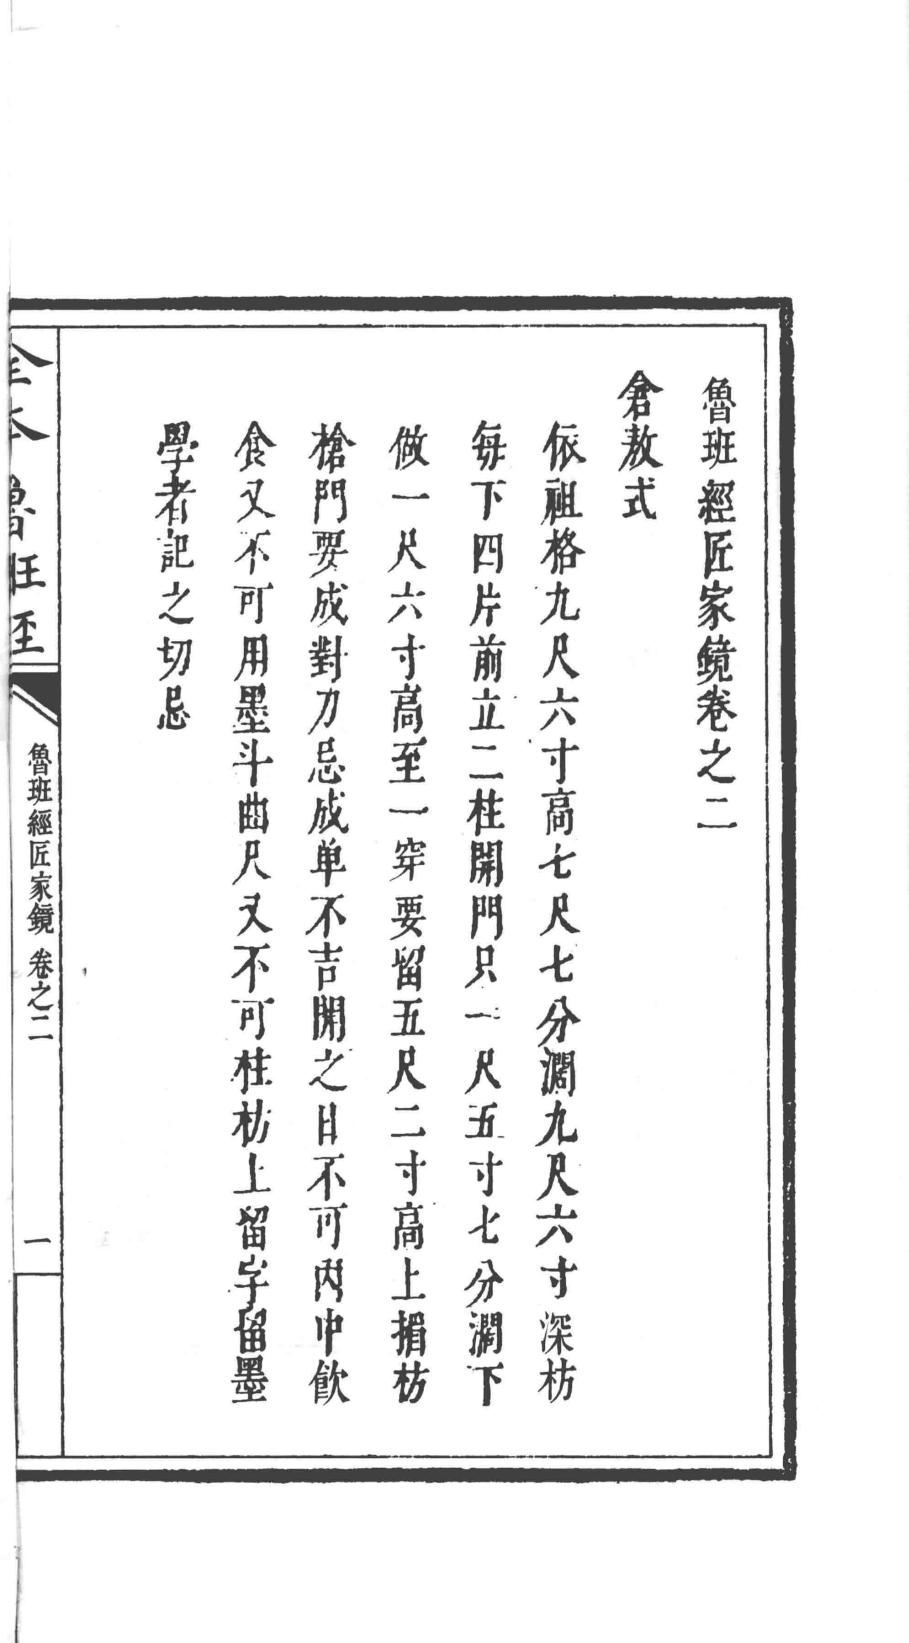 魯班經匠家鏡卷之二
倉敖式
依祖格九尺六寸高七尺七分濶九尺六寸深枋
每下四片前立二柱開門只一尺五寸七分濶下
做一尺六寸高至一穿要留五尺二寸高上楣枋
槍門要成對刀忌成单不吉開之日不可內中飲
食又不可用墨斗曲尺又不可柱枋上留字留墨
學者記之切忌
魯班經
魯班經匠家鏡 卷之二
一